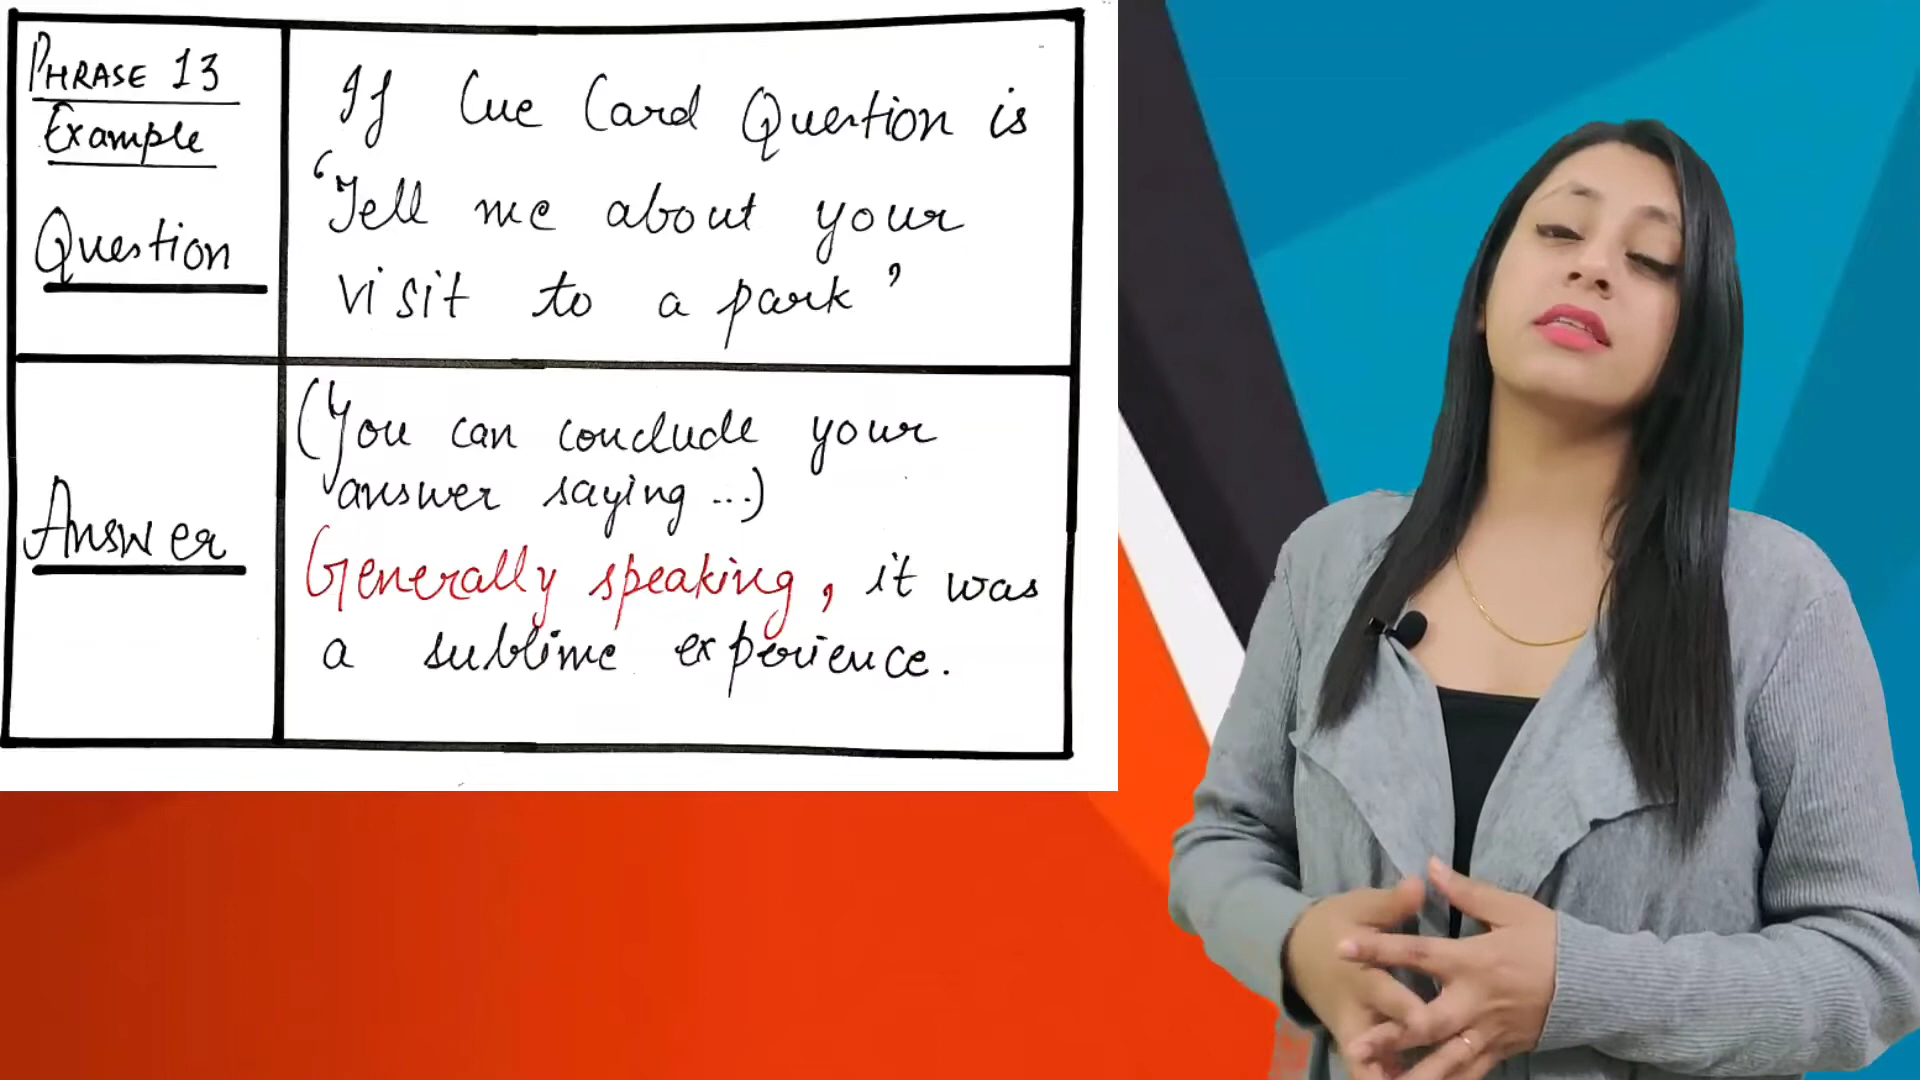 PHRASE 13
Example
Question
If Cue Card Question is
'Tell me about your
visit to a park'
Answer
(You can conclude your
answer saying ...)
Generally speaking, it was
a sublime experience.